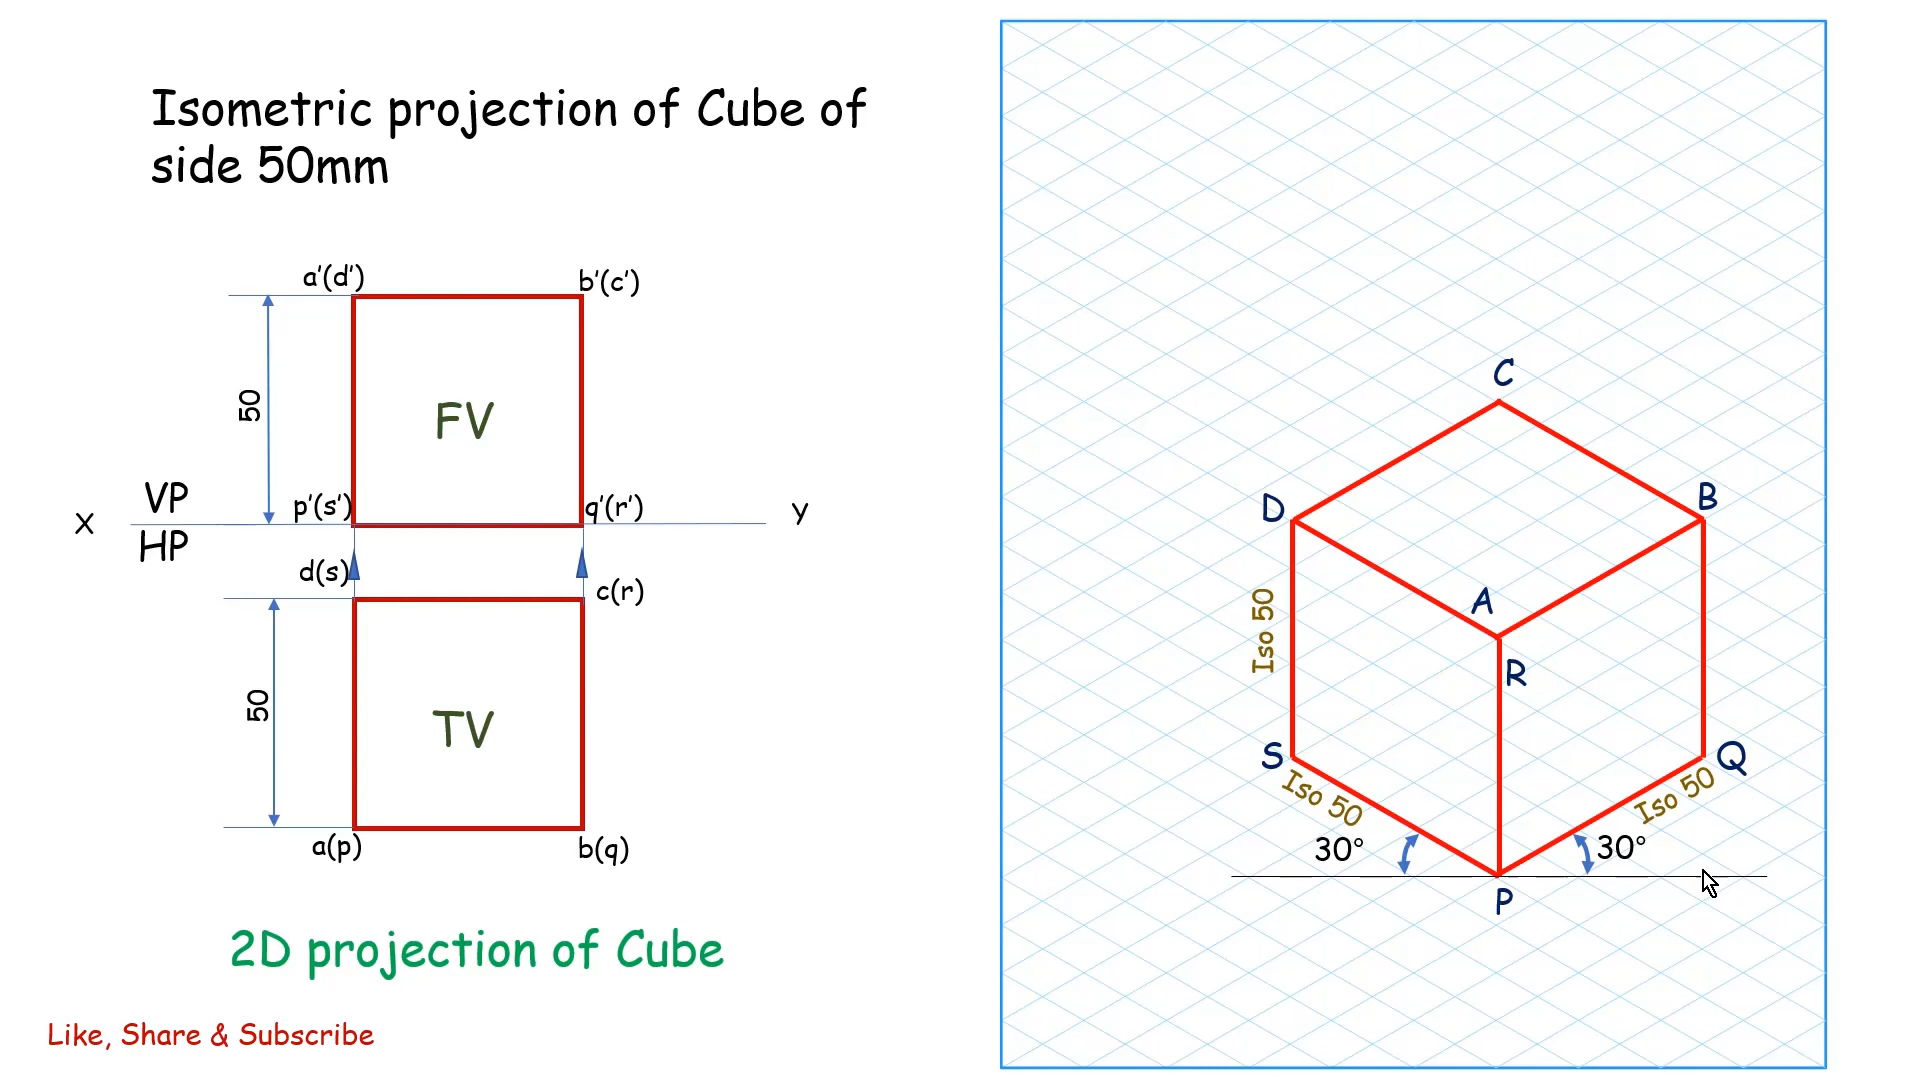 Isometric projection of Cube of
side 50mm
a'(d')
b'(c')
50
FV
VP
X
HP
p'(s')
q'(r')
Y
d(s)
c(r)
50
TV
a(p)
b(q)
2D projection of Cube
Like, Share & Subscribe
C
D
B
A
R
Iso 50
S
Q
Iso 50
Iso 50
30°
30°
P